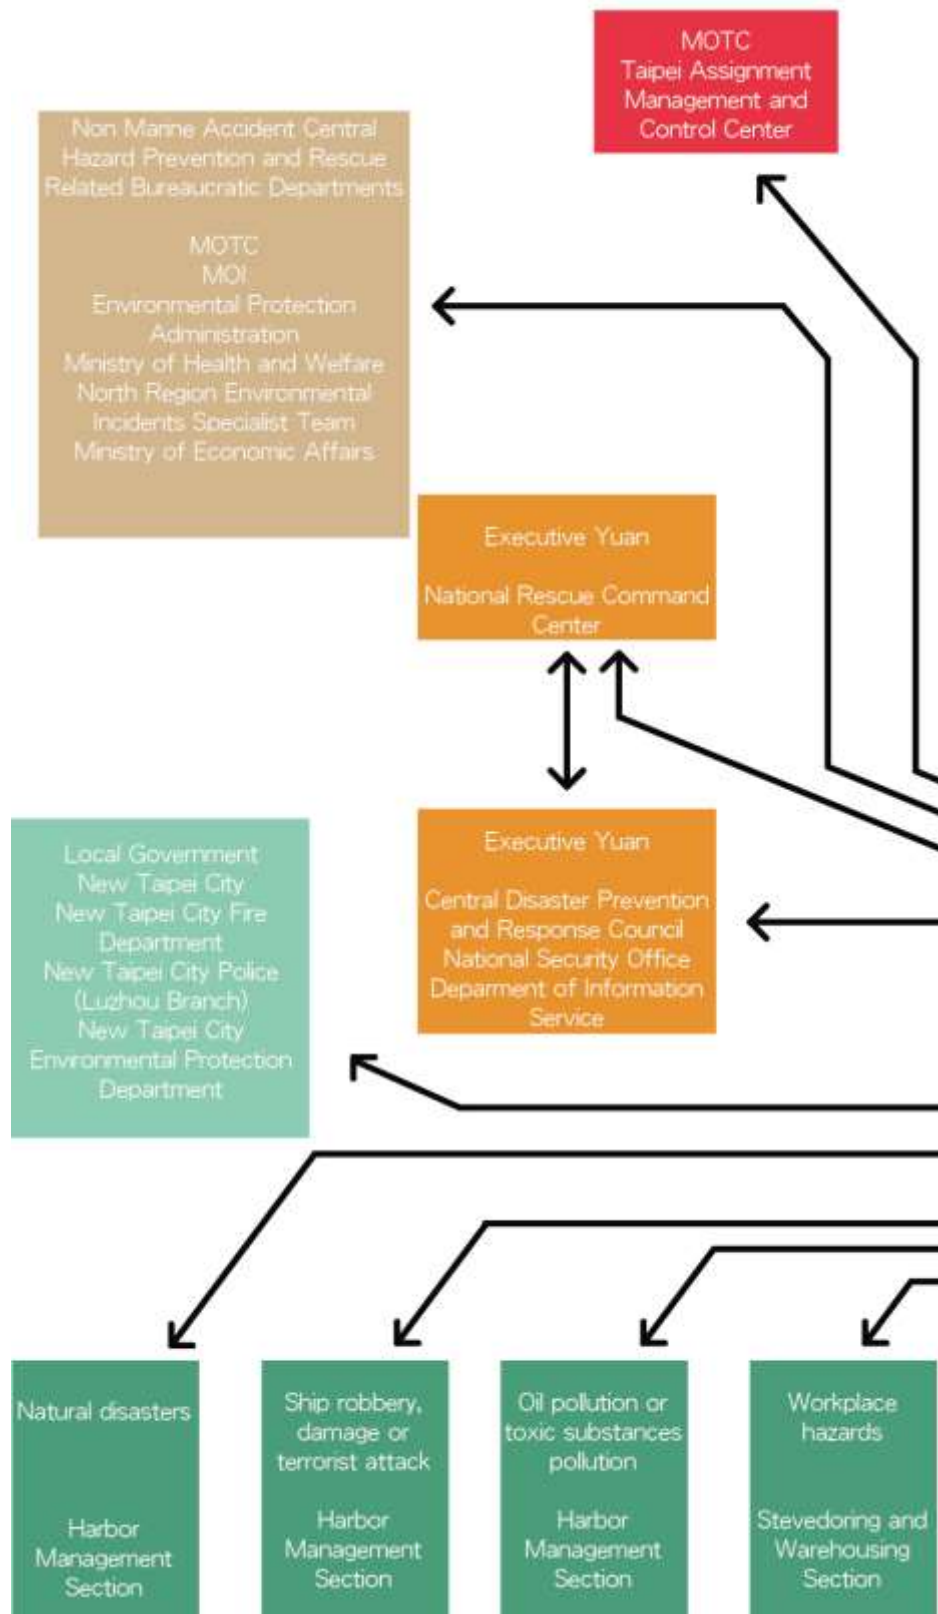 MOTC
Taipei Assignment
Management and
Control Center
Non Marine Accident Central
Hazard Prevention and Rescue
Related Bureaucratic Departments
MOTC
MOI
Environmental Protection
Administration
Ministry of Health and Welfare
North Region Environmental
Incidents Specialist Team
Ministry of Economic Affairs
Executive Yuan
National Rescue Command
Center
Executive Yuan
Central Disaster Prevention
and Response Council
National Security Office
Deparment of Information
Service
Local Government
New Taipei City
New Taipei City Fire
Department
New Taipei City Police
(Luzhou Branch)
New Taipei City
Environmental Protection
Department
Natural disasters
Harbor
Management
Section
Ship robbery,
damage or
terrorist attack
Harbor
Management
Section
Oil pollution or
toxic substances
pollution
Harbor
Management
Section
Workplace
hazards
Stevedoring and
Warehousing
Section